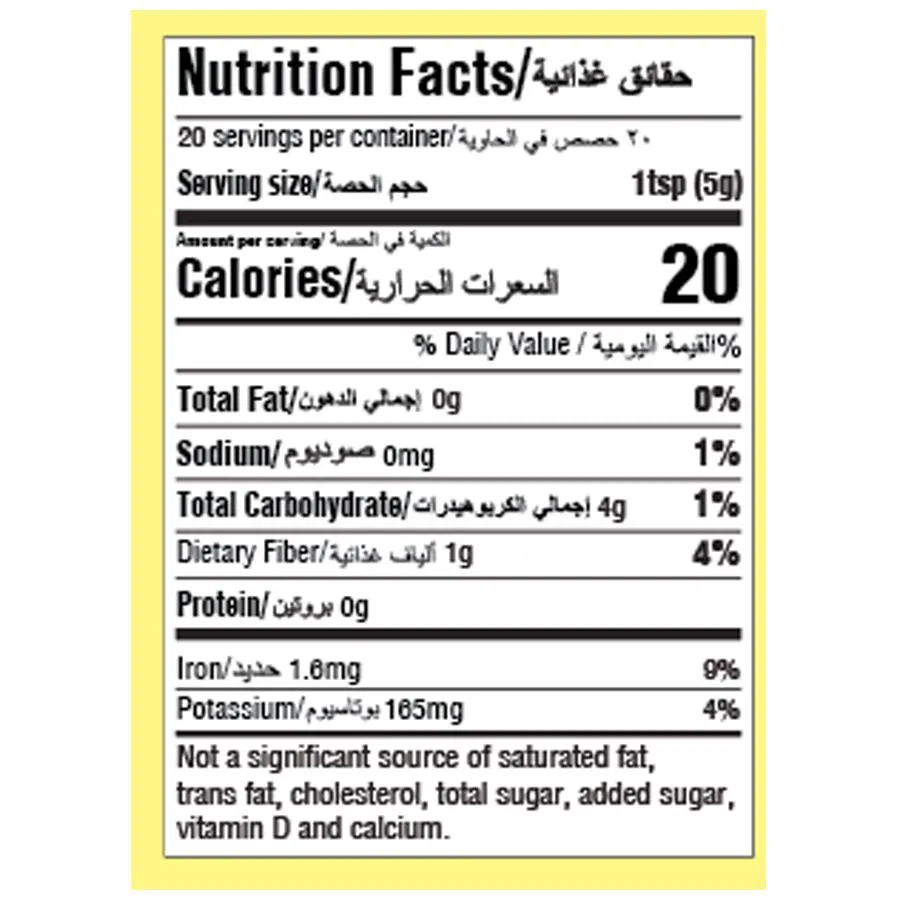 Nutrition Facts/حقائق غذائية
20 servings per container/٢٠ حصص في الحاوية
Serving size/حجم الحصة 1tsp (5g)
Amount per serving/ الكمية في الحصة
Calories/السعرات الحرارية 20
% Daily Value / القيمة اليومية%
Total Fat/إجمالي الدهون 0g 0%
Sodium/صوديوم 0mg 1%
Total Carbohydrate/إجمالي الكربوهيدرات 4g 1%
Dietary Fiber/ألياف غذائية 1g 4%
Protein/بروتين 0g
Iron/حديد 1.6mg 9%
Potassium/بوتاسيوم 165mg 4%
Not a significant source of saturated fat,
trans fat, cholesterol, total sugar, added sugar,
vitamin D and calcium.